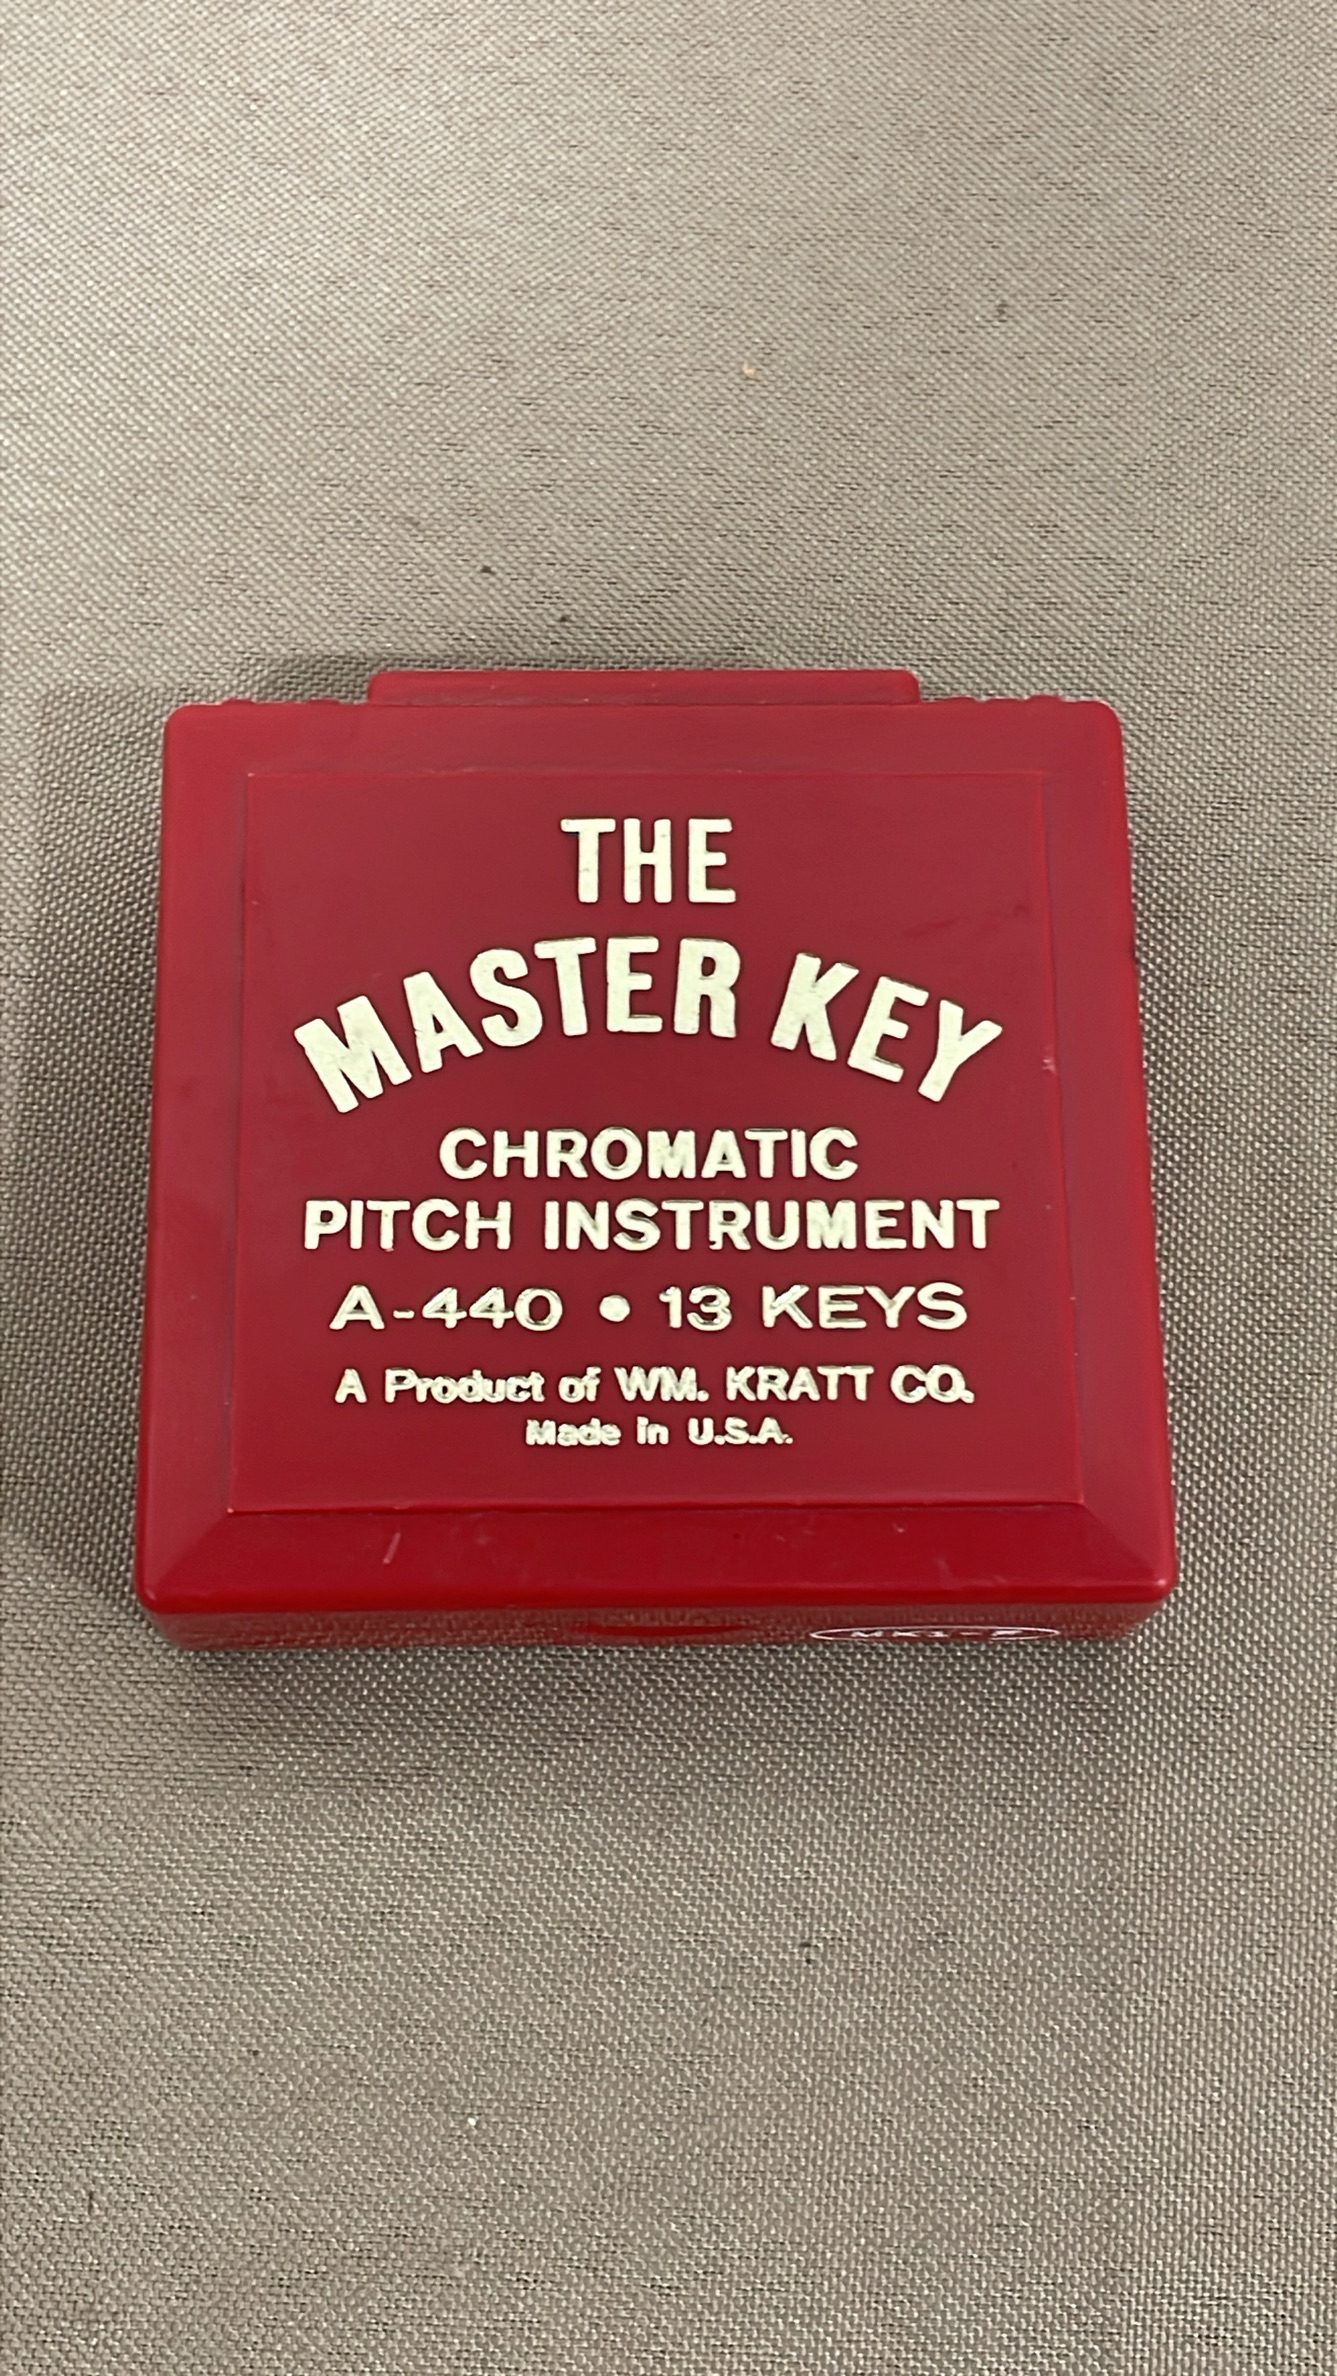 THE
MASTER KEY
CHROMATIC
PITCH INSTRUMENT
A-440 • 13 KEYS
A Product of WM. KRATT CO.
Made in U.S.A.